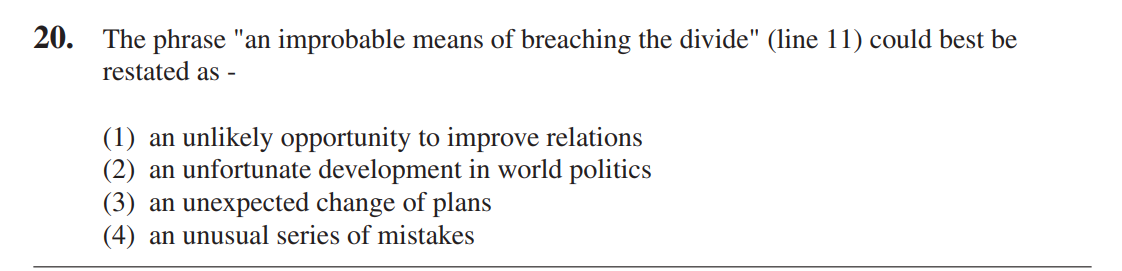 20. The phrase "an improbable means of breaching the divide" (line 11) could best be
restated as -
(1) an unlikely opportunity to improve relations
(2) an unfortunate development in world politics
(3) an unexpected change of plans
(4) an unusual series of mistakes